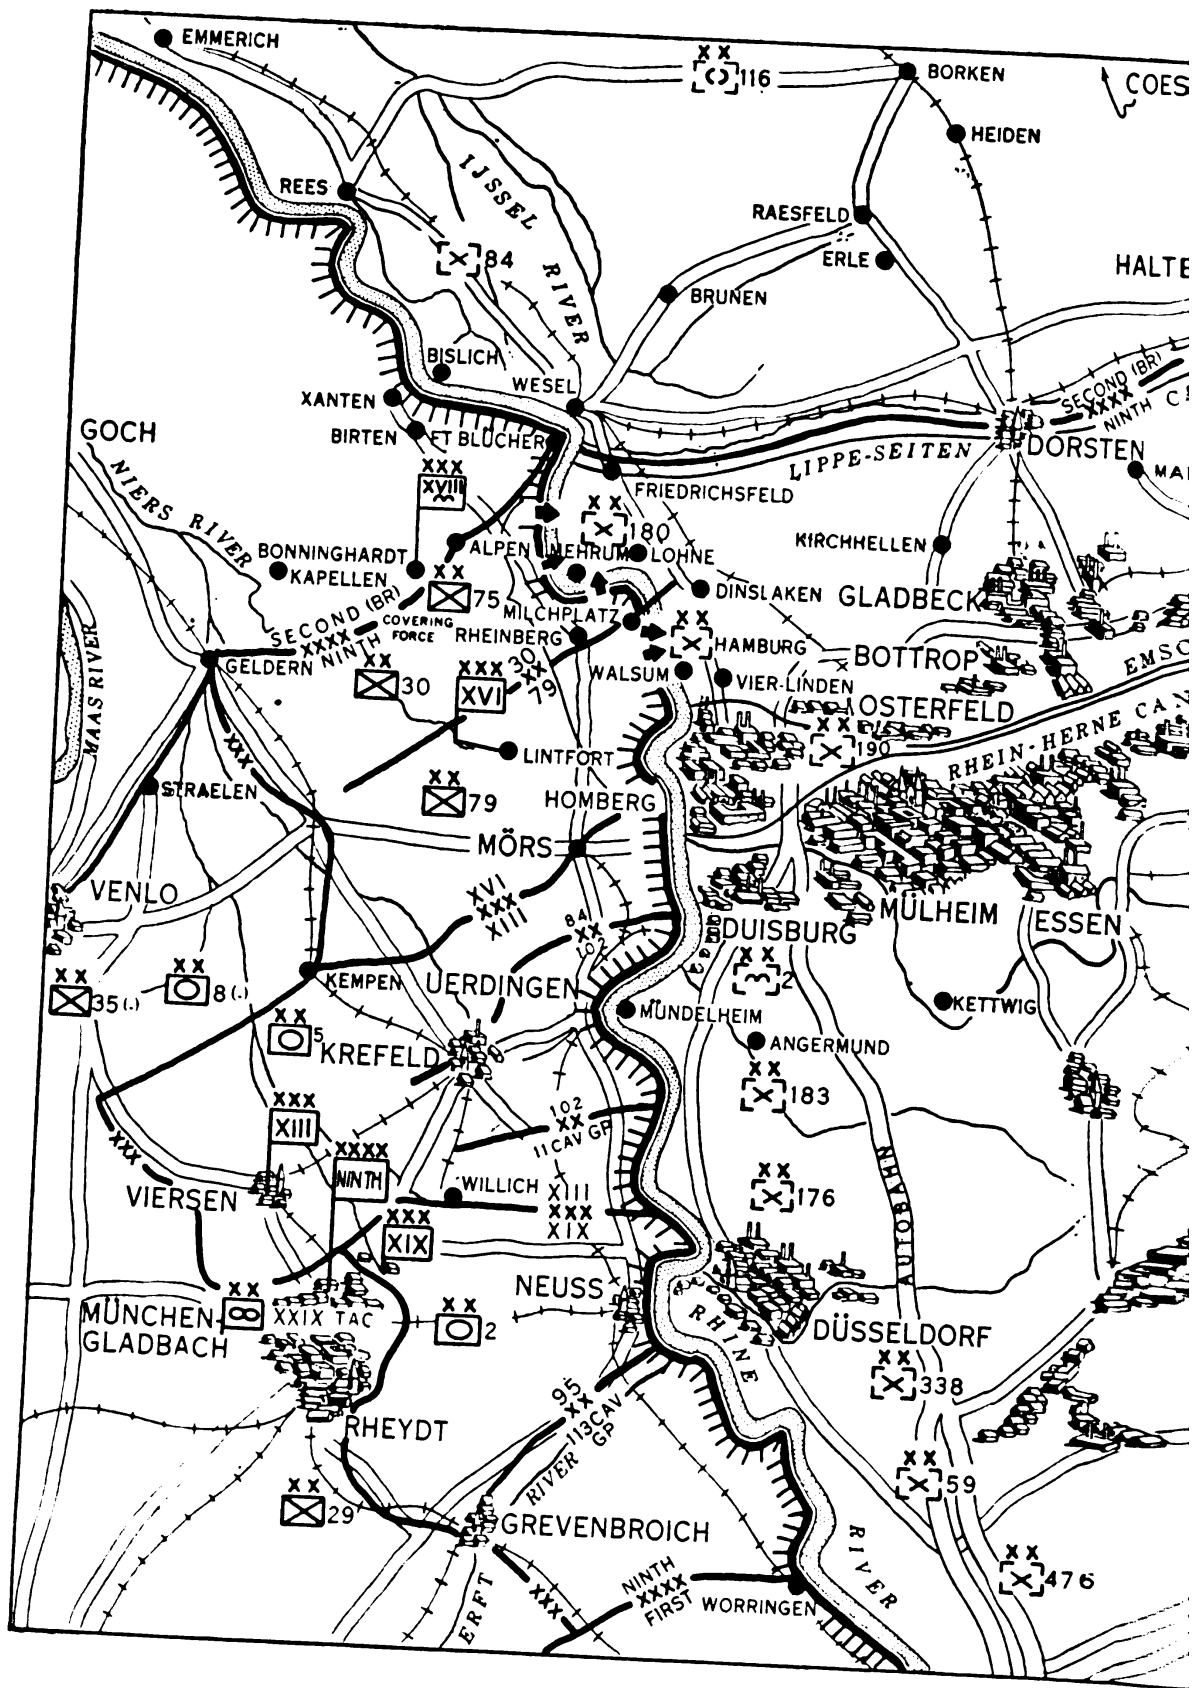 EMMERICH
XX
116
BORKEN
COES
HEIDEN
REES
IJSSEL
RIVER
RAESFELD
ERLE
84
HALTE
BRUNEN
BISLICH
WESEL
XANTEN
BIRTEN
FT BLÜCHER
SECOND (BR)
XXXX
NINTH
C
GOCH
NIERS RIVER
LIPPE-SEITEN
DORSTEN
MA
FRIEDRICHSFELD
XXX
XVIII
XX
180
BONNINGHARDT
KAPELLEN
ALPEN
MEHRUM
LOHNE
KIRCHHELLEN
XX
75
DINSLAKEN
GLADBECK
MILCHPLATZ
SECOND (BR)
XXXX
NINTH
COVERING
FORCE
RHEINBERG
XX
HAMBURG
BOTTROP
EMSC
MAAS RIVER
GELDERN
XX
30
XXX
XVI
30
XX
79
WALSUM
VIER-LINDEN
OSTERFELD
XX
190
RHEIN-HERNE CAN
XXX
LINTFORT
STRAELEN
XX
79
HOMBERG
MÖRS
VENLO
XVI
XXX
XIII
84
XX
102
DUISBURG
MÜLHEIM
ESSEN
XX
2
XX
35(-)
XX
8(-)
KEMPEN
UERDINGEN
MÜNDELHEIM
KETTWIG
XX
5
KREFELD
ANGERMUND
XX
183
XXX
XIII
102
XX
11 CAV GP
XXX
XXXX
NINTH
VIERSEN
WILLICH
XIII
XXX
XIX
XX
176
AUTOBAHN
XXX
XIX
NEUSS
XX
MÜNCHEN
GLADBACH
XXIX TAC
XX
2
RHINE
DÜSSELDORF
XX
338
95
XX
113CAV
GP
RHEYDT
XX
29
RIVER
XX
59
GREVENBROICH
RIVER
XX
476
ERFT
XXX
NINTH
XXXX
FIRST
WORRINGEN